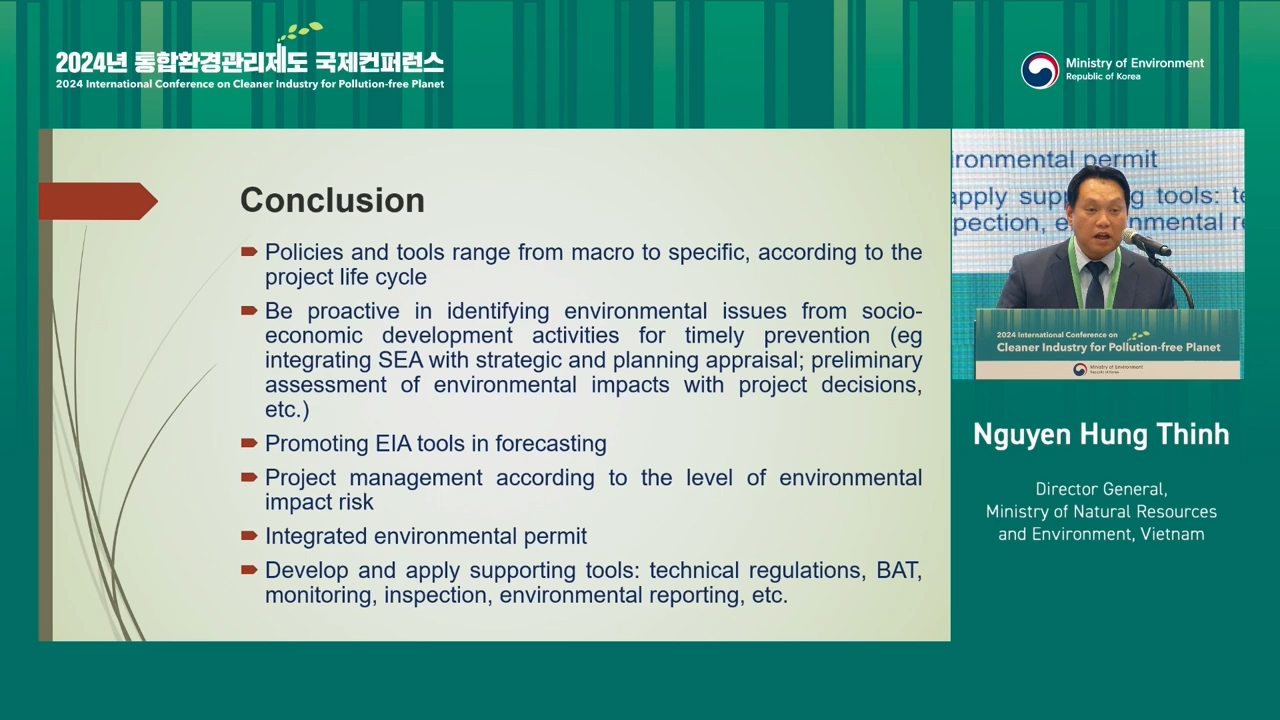 2024년 통합환경관리제도 국제컨퍼런스
2024 International Conference on Cleaner Industry for Pollution-free Planet
Ministry of Environment
Republic of Korea
Conclusion
Policies and tools range from macro to specific, according to the
project life cycle
Be proactive in identifying environmental issues from socio-
economic development activities for timely prevention (eg
integrating SEA with strategic and planning appraisal; preliminary
assessment of environmental impacts with project decisions,
etc.)
Promoting EIA tools in forecasting
Project management according to the level of environmental
impact risk
Integrated environmental permit
Develop and apply supporting tools: technical regulations, BAT,
monitoring, inspection, environmental reporting, etc.
permit
apply g tools:
2024 International Conference on
Cleaner Industry for Pollution-free Planet
Ministry of Environment
Republic of Korea
Nguyen Hung Thinh
Director General,
Ministry of Natural Resources
and Environment, Vietnam